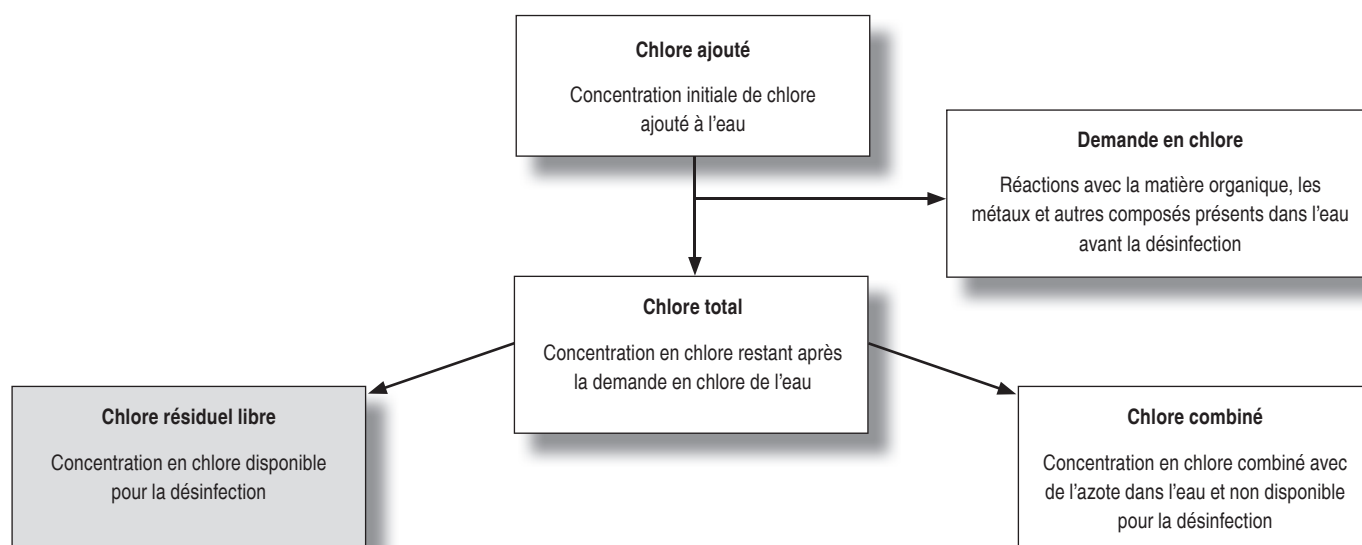 Chlore ajouté
Concentration initiale de chlore
ajouté à l'eau
Demande en chlore
Réactions avec la matière organique, les
métaux et autres composés présents dans l'eau
avant la désinfection
Chlore total
Concentration en chlore restant après
la demande en chlore de l'eau
Chlore résiduel libre
Concentration en chlore disponible
pour la désinfection
Chlore combiné
Concentration en chlore combiné avec
de l'azote dans l'eau et non disponible
pour la désinfection